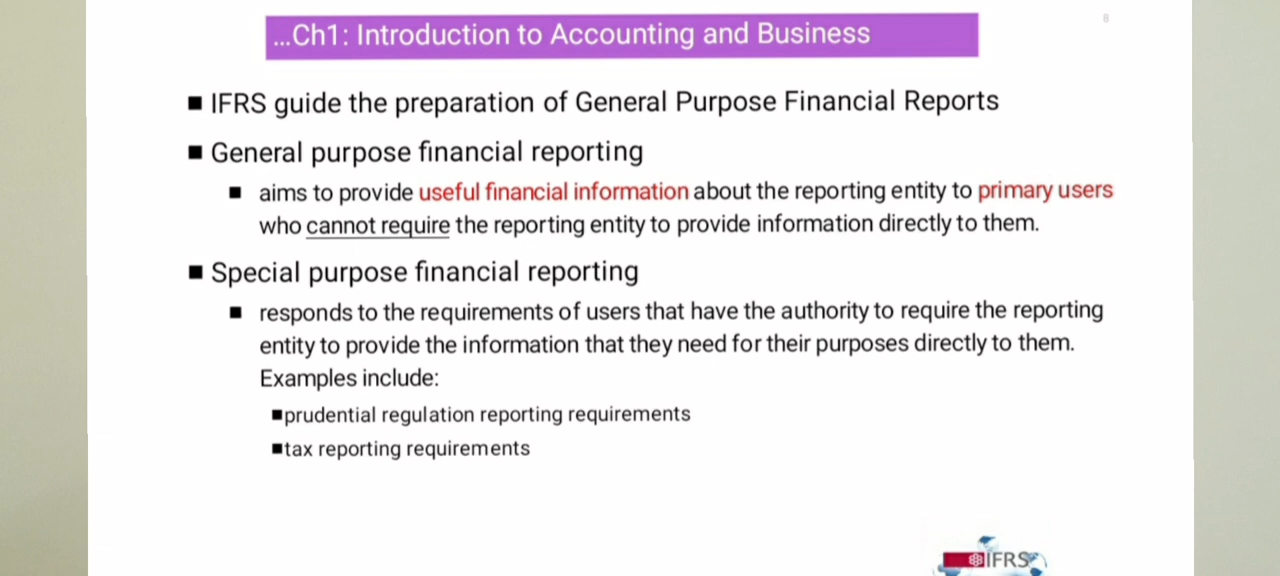 8
...Ch1: Introduction to Accounting and Business
■ IFRS guide the preparation of General Purpose Financial Reports
■ General purpose financial reporting
■ aims to provide useful financial information about the reporting entity to primary users
who cannot require the reporting entity to provide information directly to them.
■ Special purpose financial reporting
■ responds to the requirements of users that have the authority to require the reporting
entity to provide the information that they need for their purposes directly to them.
Examples include:
■prudential regulation reporting requirements
■tax reporting requirements
IFRS